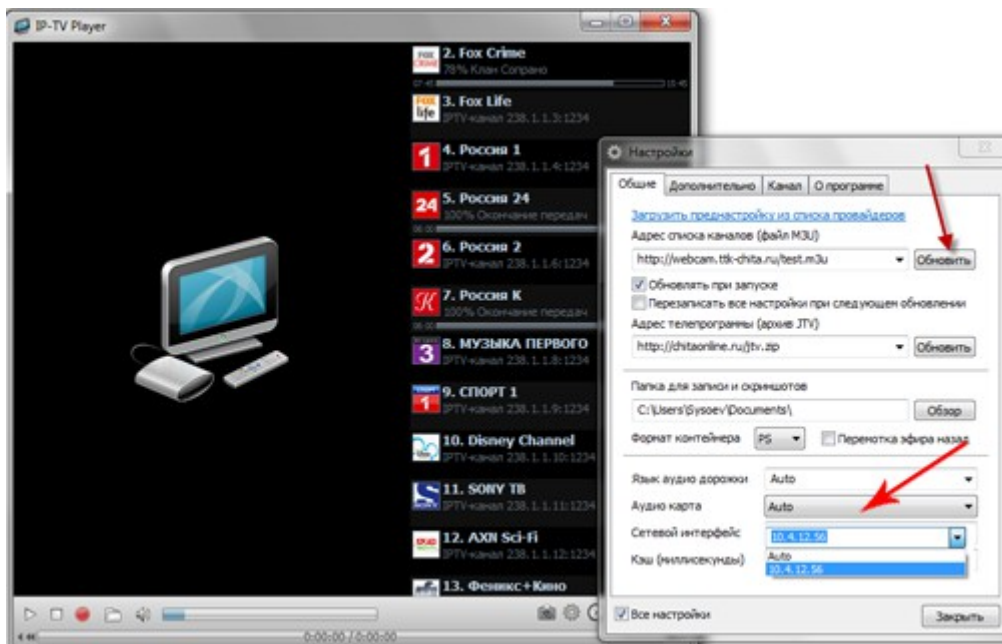 IP-TV Player
2. Fox Crime
78% Клан Сопрано
07:45
15:45
3. Fox Life
IPTV-канал 238.1.1.3:1234
4. Россия 1
IPTV-канал 238.1.1.4:1234
5. Россия 24
100% Окончание передач
06:00
6. Россия 2
IPTV-канал 238.1.1.6:1234
7. Россия К
100% Окончание передач
06:00
8. МУЗЫКА ПЕРВОГО
IPTV-канал 238.1.1.8:1234
9. СПОРТ 1
IPTV-канал 238.1.1.9:1234
10. Disney Channel
IPTV-канал 238.1.1.10:1234
11. SONY ТВ
IPTV-канал 238.1.1.11:1234
12. AXN Sci-Fi
IPTV-канал 238.1.1.12:1234
13. Феникс+Кино
0:00:00 / 0:00:00
Настройки
Общие Дополнительно Канал О программе
Загрузить преднастройку из списка провайдеров
Адрес списка каналов (файл M3U)
http://webcam.ttk-chita.ru/test.m3u Обновить
Обновлять при запуске
Перезаписать все настройки при следующем обновлении
Адрес телепрограммы (архив JTV)
http://chitaonline.ru/jtv.zip Обновить
Папка для записи и скриншотов
C:\Users\Sysoev\Documents\ Обзор
Формат контейнера PS Перемотка эфира назад
Язык аудио дорожки Auto
Аудио карта Auto
Сетевой интерфейс 10.4.12.56
Кэш (миллисекунды) Auto
10.4.12.56
Все настройки Закрыть